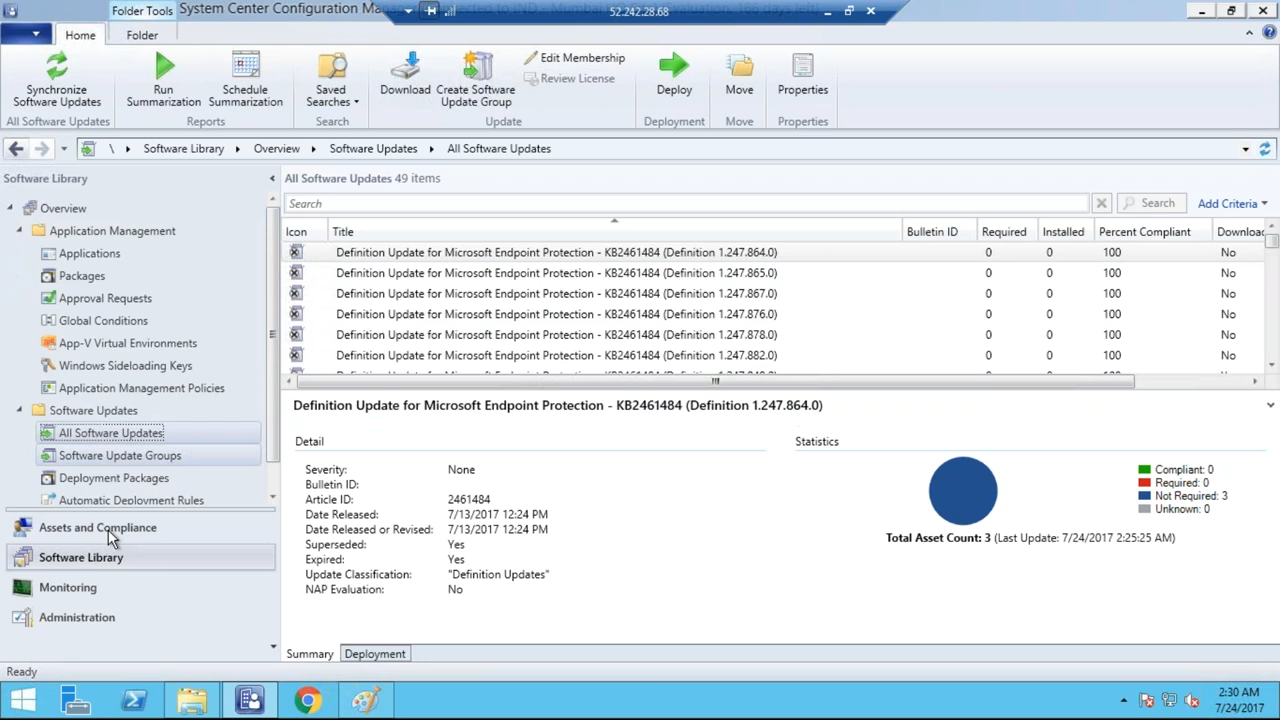 Folder Tools
System Center Configuration Mana
52.242.28.68
Home
Folder
Synchronize
Software Updates
Run
Summarization
Schedule
Summarization
Saved
Searches
Download
Create Software
Update Group
Edit Membership
Review License
Deploy
Move
Properties
All Software Updates
Reports
Search
Update
Deployment
Move
Properties
\ Software Library Overview Software Updates All Software Updates
Software Library
All Software Updates 49 items
Search
Search
Add Criteria
Icon Title Bulletin ID Required Installed Percent Compliant Downloa
Definition Update for Microsoft Endpoint Protection - KB2461484 (Definition 1.247.864.0) 0 0 100 No
Definition Update for Microsoft Endpoint Protection - KB2461484 (Definition 1.247.865.0) 0 0 100 No
Definition Update for Microsoft Endpoint Protection - KB2461484 (Definition 1.247.867.0) 0 0 100 No
Definition Update for Microsoft Endpoint Protection - KB2461484 (Definition 1.247.876.0) 0 0 100 No
Definition Update for Microsoft Endpoint Protection - KB2461484 (Definition 1.247.878.0) 0 0 100 No
Definition Update for Microsoft Endpoint Protection - KB2461484 (Definition 1.247.882.0) 0 0 100 No
Overview
Application Management
Applications
Packages
Approval Requests
Global Conditions
App-V Virtual Environments
Windows Sideloading Keys
Application Management Policies
Software Updates
All Software Updates
Software Update Groups
Deployment Packages
Automatic Deployment Rules
Assets and Compliance
Software Library
Monitoring
Administration
Definition Update for Microsoft Endpoint Protection - KB2461484 (Definition 1.247.864.0)
Detail
Severity: None
Bulletin ID:
Article ID: 2461484
Date Released: 7/13/2017 12:24 PM
Date Released or Revised: 7/13/2017 12:24 PM
Superseded: Yes
Expired: Yes
Update Classification: "Definition Updates"
NAP Evaluation: No
Statistics
Compliant: 0
Required: 0
Not Required: 3
Unknown: 0
Total Asset Count: 3 (Last Update: 7/24/2017 2:25:25 AM)
Summary
Deployment
Ready
2:30 AM
7/24/2017